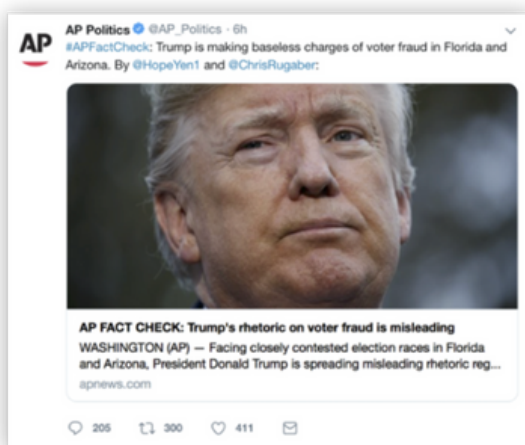 AP Politics @AP_Politics · 6h
AP
#APFactCheck: Trump is making baseless charges of voter fraud in Florida and
Arizona. By @HopeYen1 and @ChrisRugaber:
AP FACT CHECK: Trump's rhetoric on voter fraud is misleading
WASHINGTON (AP) — Facing closely contested election races in Florida
and Arizona, President Donald Trump is spreading misleading rhetoric reg...
apnews.com
205 300 411